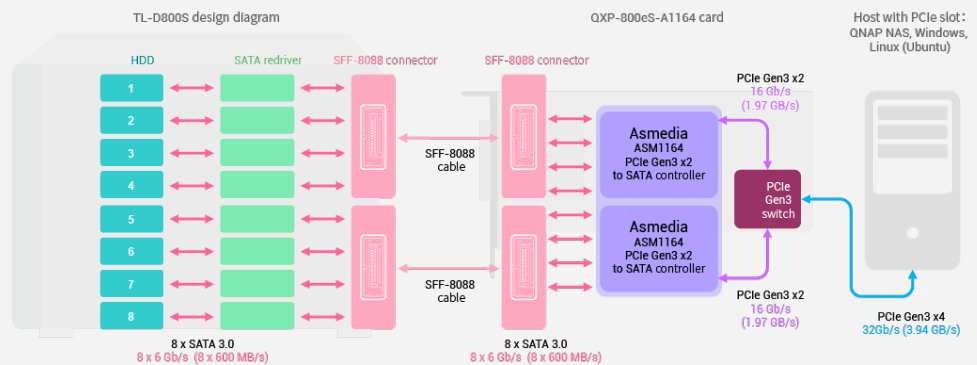 TL-D800S design diagram
QXP-800eS-A1164 card
Host with PCIe slot:
QNAP NAS, Windows,
Linux (Ubuntu)
HDD
SATA redriver
SFF-8088 connector
SFF-8088 connector
1
2
3
4
5
6
7
8
SFF-8088
cable
SFF-8088
cable
Asmedia
ASM1164
PCIe Gen3 x2
to SATA controller
Asmedia
ASM1164
PCIe Gen3 x2
to SATA controller
PCIe Gen3 x2
16 Gb/s
(1.97 GB/s)
PCIe
Gen3
switch
PCIe Gen3 x2
16 Gb/s
(1.97 GB/s)
PCIe Gen3 x4
32Gb/s (3.94 GB/s)
8 x SATA 3.0
8 x 6 Gb/s (8 x 600 MB/s)
8 x SATA 3.0
8 x 6 Gb/s (8 x 600 MB/s)